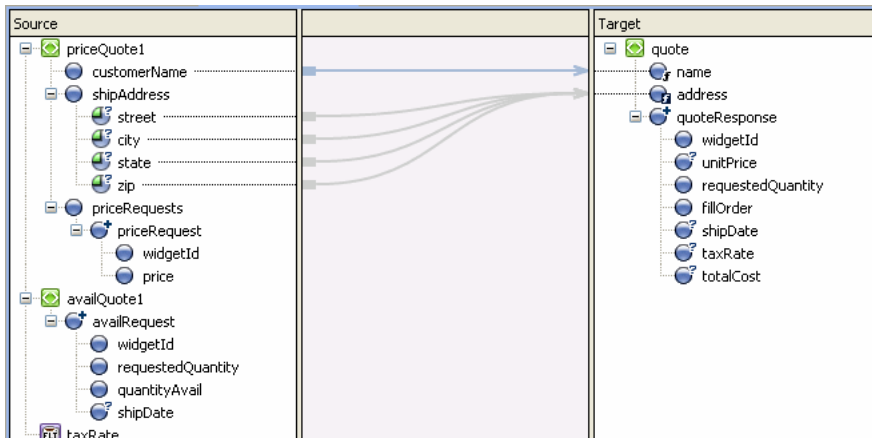 Source
Target
priceQuote1
quote
customerName
name
shipAddress
address
street
quoteResponse
city
widgetId
state
unitPrice
zip
requestedQuantity
priceRequests
fillOrder
priceRequest
shipDate
widgetId
taxRate
price
totalCost
availQuote1
availRequest
widgetId
requestedQuantity
quantityAvail
shipDate
FLT taxRate